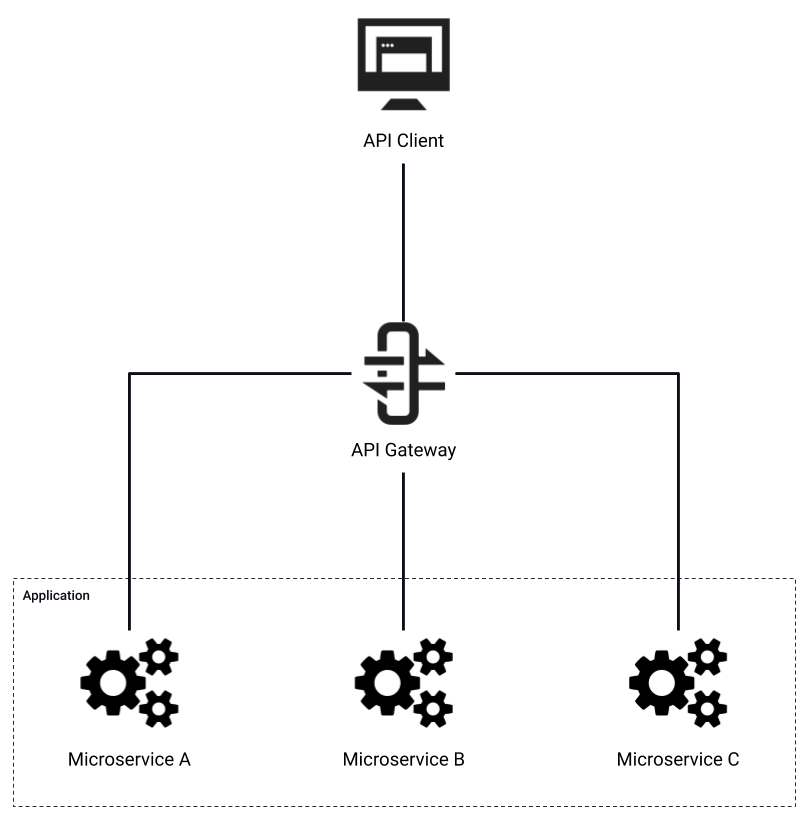 API Client
API Gateway
Application
Microservice A
Microservice B
Microservice C